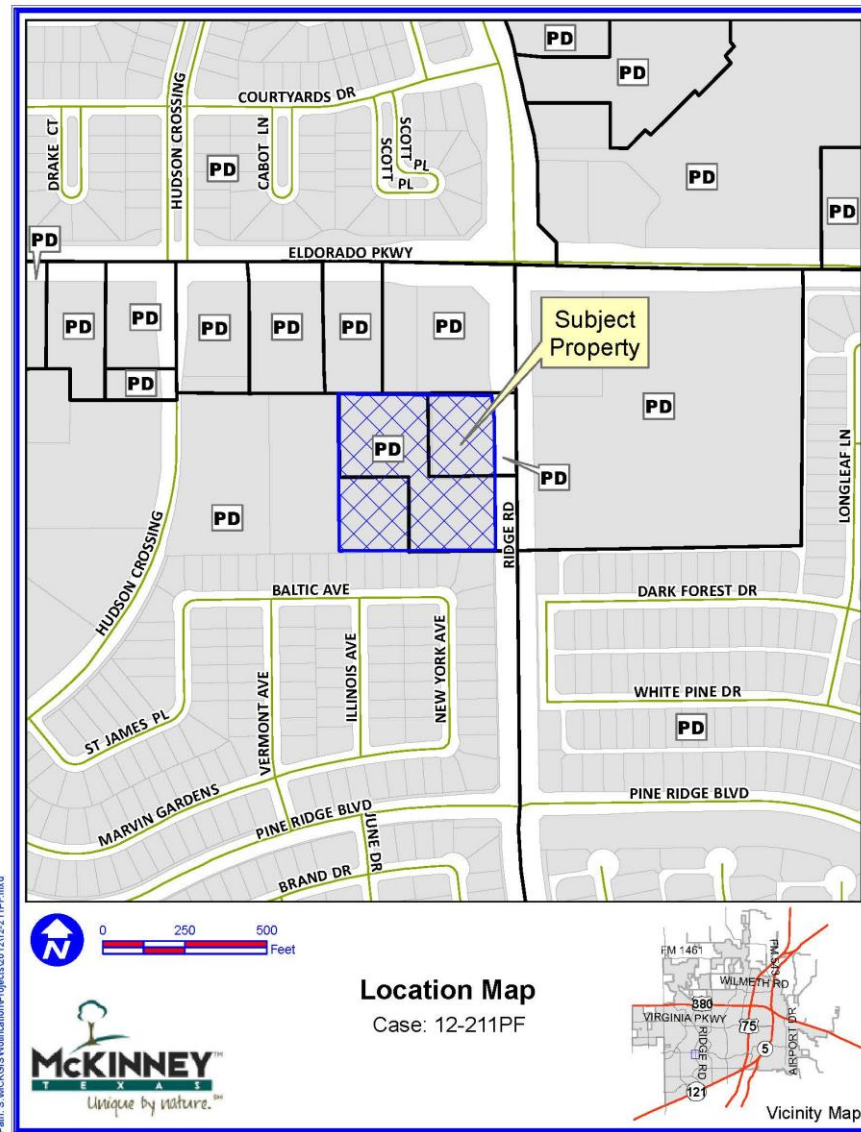 PD
PD
COURTYARDS DR
DRAKE CT
HUDSON CROSSING
CABOT LN
SCOTT PL
SCOTT PL
PD
PD
PD
PD
ELDORADO PKWY
PD
PD
PD
PD
PD
PD
PD
Subject
Property
PD
PD
PD
PD
LONGLEAF LN
HUDSON CROSSING
RIDGE RD
BALTIC AVE
DARK FOREST DR
VERMONT AVE
ILLINOIS AVE
NEW YORK AVE
WHITE PINE DR
ST JAMES PL
PD
MARVIN GARDENS
PINE RIDGE BLVD
PINE RIDGE BLVD
JUNE DR
BRAND DR
N
0 250 500
Feet
Location Map
Case: 12-211PF
McKINNEY™
TEXAS
Unique by nature.℠
FM 1461
FM 543
WILMETH RD
380
VIRGINIA PKWY
RIDGE RD
75
5
AIRPORT DR
121
Vicinity Map